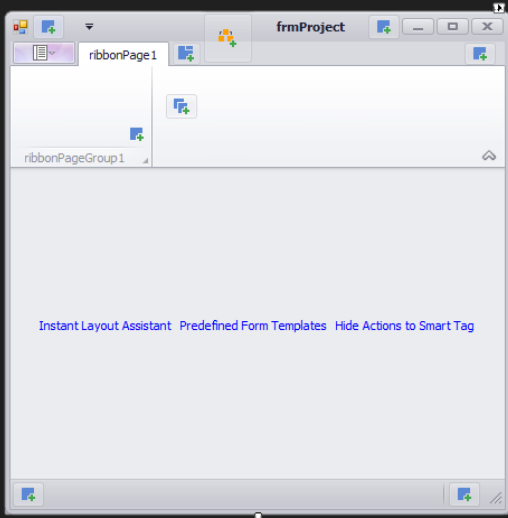 frmProject
ribbonPage1
ribbonPageGroup1
Instant Layout Assistant Predefined Form Templates Hide Actions to Smart Tag